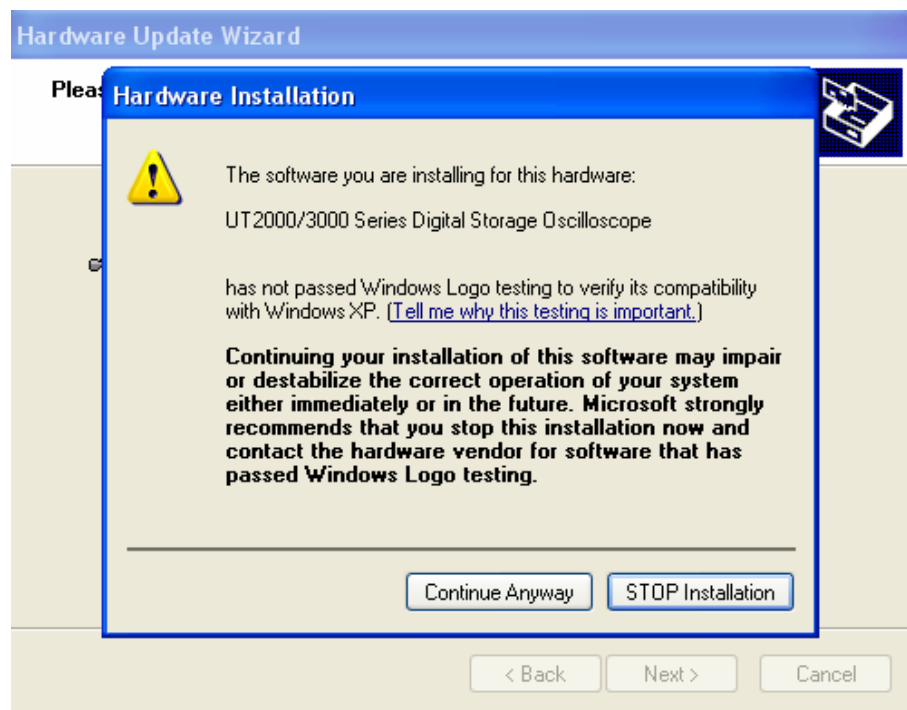 Hardware Update Wizard
Hardware Installation
The software you are installing for this hardware:
UT2000/3000 Series Digital Storage Oscilloscope
has not passed Windows Logo testing to verify its compatibility
with Windows XP. (Tell me why this testing is important.)
Continuing your installation of this software may impair
or destabilize the correct operation of your system
either immediately or in the future. Microsoft strongly
recommends that you stop this installation now and
contact the hardware vendor for software that has
passed Windows Logo testing.
Continue Anyway
STOP Installation
< Back
Next >
Cancel